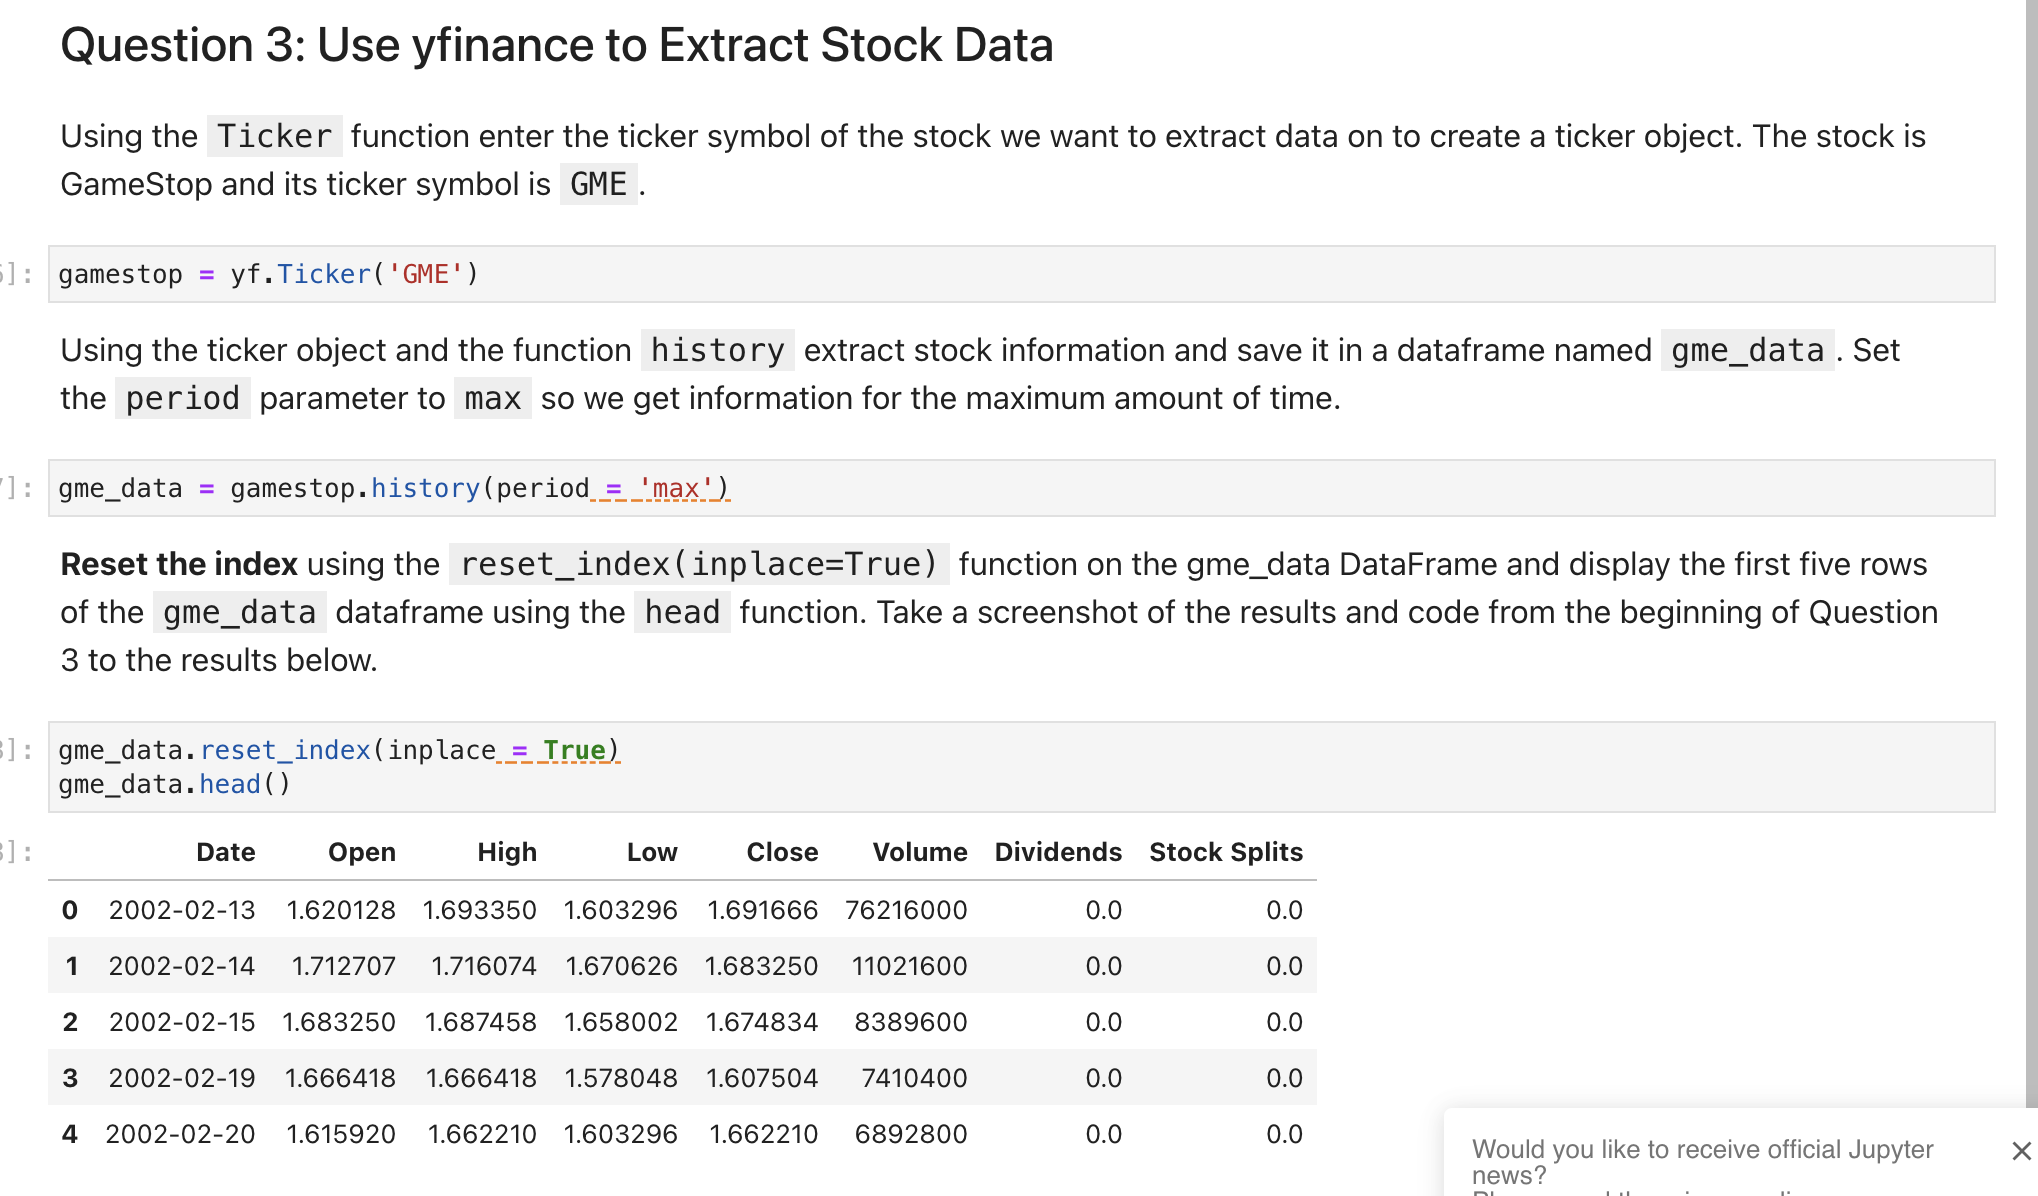 Question 3: Use yfinance to Extract Stock Data
Using the Ticker function enter the ticker symbol of the stock we want to extract data on to create a ticker object. The stock is
GameStop and its ticker symbol is GME .
]: gamestop = yf.Ticker('GME')
Using the ticker object and the function history extract stock information and save it in a dataframe named gme_data . Set
the period parameter to max so we get information for the maximum amount of time.
]: gme_data = gamestop.history(period = 'max')
Reset the index using the reset_index(inplace=True) function on the gme_data DataFrame and display the first five rows
of the gme_data dataframe using the head function. Take a screenshot of the results and code from the beginning of Question
3 to the results below.
]: gme_data.reset_index(inplace = True)
gme_data.head()
]: Date Open High Low Close Volume Dividends Stock Splits
0 2002-02-13 1.620128 1.693350 1.603296 1.691666 76216000 0.0 0.0
1 2002-02-14 1.712707 1.716074 1.670626 1.683250 11021600 0.0 0.0
2 2002-02-15 1.683250 1.687458 1.658002 1.674834 8389600 0.0 0.0
3 2002-02-19 1.666418 1.666418 1.578048 1.607504 7410400 0.0 0.0
4 2002-02-20 1.615920 1.662210 1.603296 1.662210 6892800 0.0 0.0
Would you like to receive official Jupyter
news?